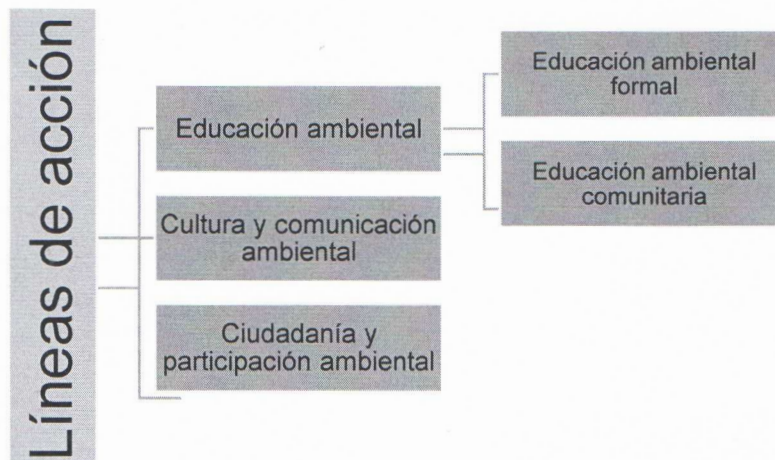 Líneas de acción
Educación ambiental
Educación ambiental
formal
Educación ambiental
comunitaria
Cultura y comunicación
ambiental
Ciudadanía y
participación ambiental